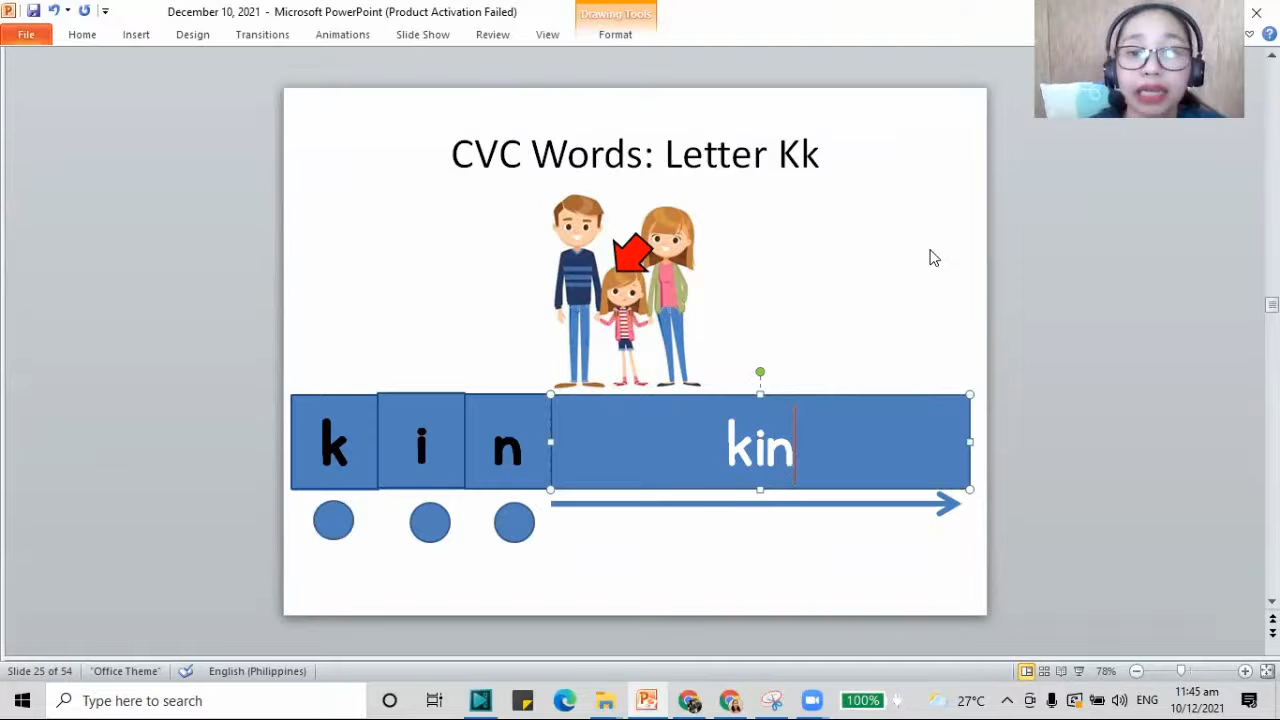 December 10, 2021 - Microsoft PowerPoint (Product Activation Failed)
Drawing Tools
File Home Insert Design Transitions Animations Slide Show Review View Format
CVC Words: Letter Kk
k i n kin
Slide 25 of 54 "Office Theme" English (Philippines) 78%
Type here to search
100% 27°C ENG
11:45 am
10/12/2021